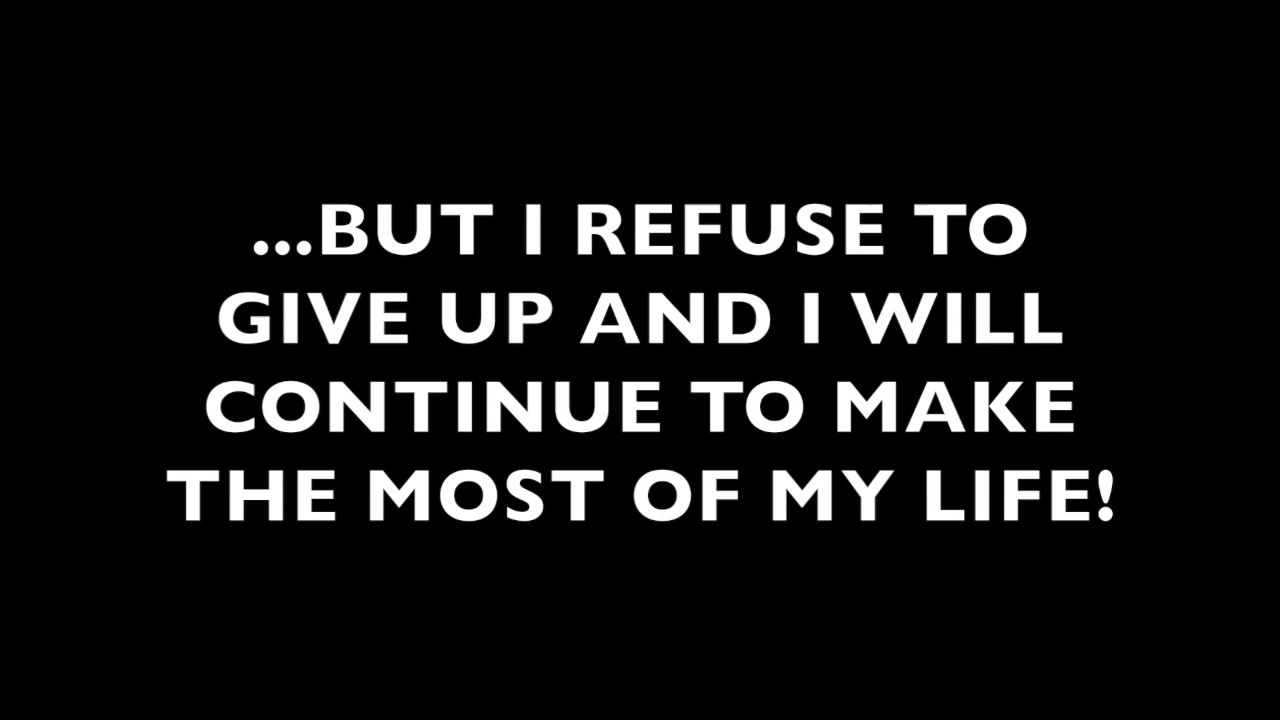 ...BUT I REFUSE TO
GIVE UP AND I WILL
CONTINUE TO MAKE
THE MOST OF MY LIFE!